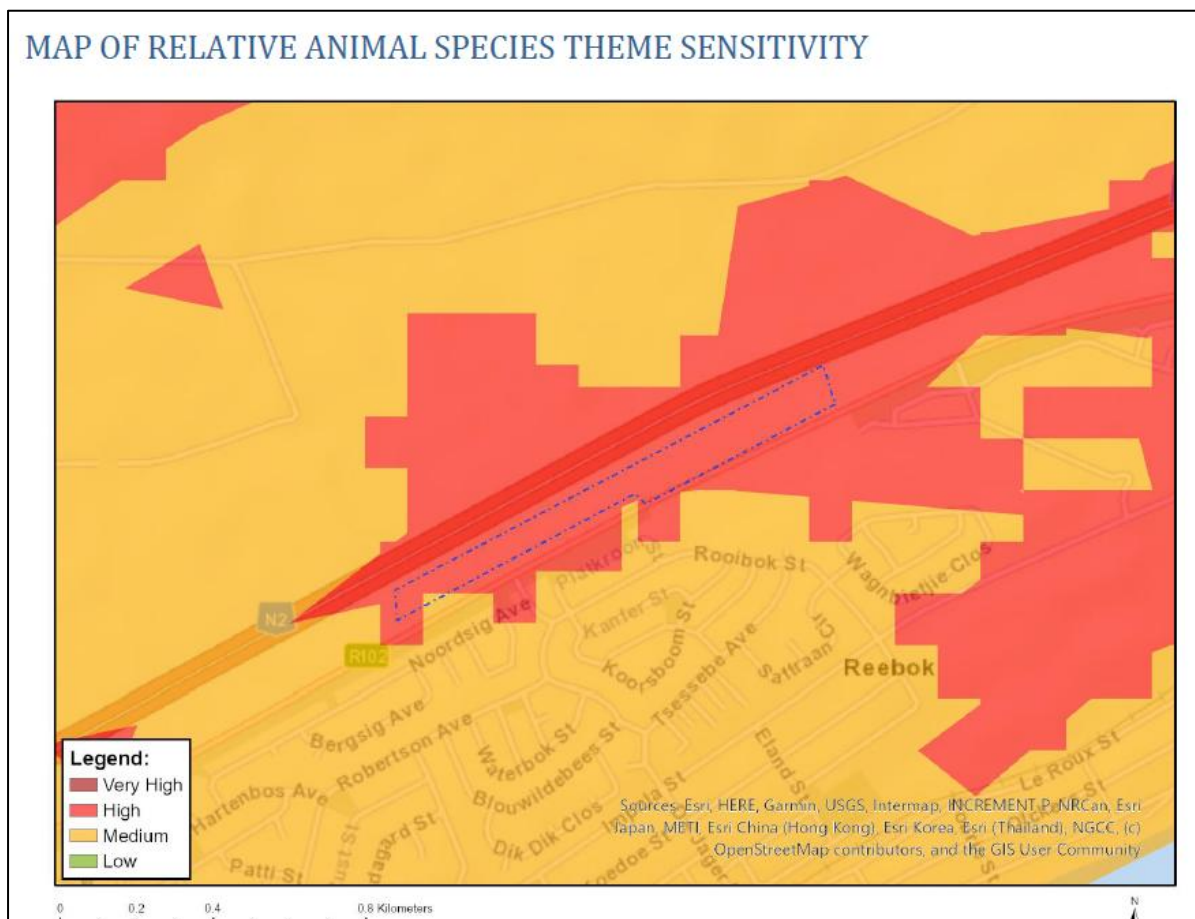 MAP OF RELATIVE ANIMAL SPECIES THEME SENSITIVITY
Rooibok St
Wagnbietjie Clos
Platkroon St
Kanfer St
N2
Noordsig Ave
Koorsboom St
Saffraan Cir
R102
Tsessebe Ave
Reebok
Bergsig Ave
Robertson Ave
Waterbok St
Eland St
Blouwildebees St
Le Roux St
Hartenbos Ave
Dik Dik Clos
Patti St
Legend:
Very High
High
Medium
Low
Sources: Esri, HERE, Garmin, USGS, Intermap, INCREMENT P, NRCan, Esri
Japan, METI, Esri China (Hong Kong), Esri Korea, Esri (Thailand), NGCC, (c)
OpenStreetMap contributors, and the GIS User Community
0 0.2 0.4 0.8 Kilometers
N